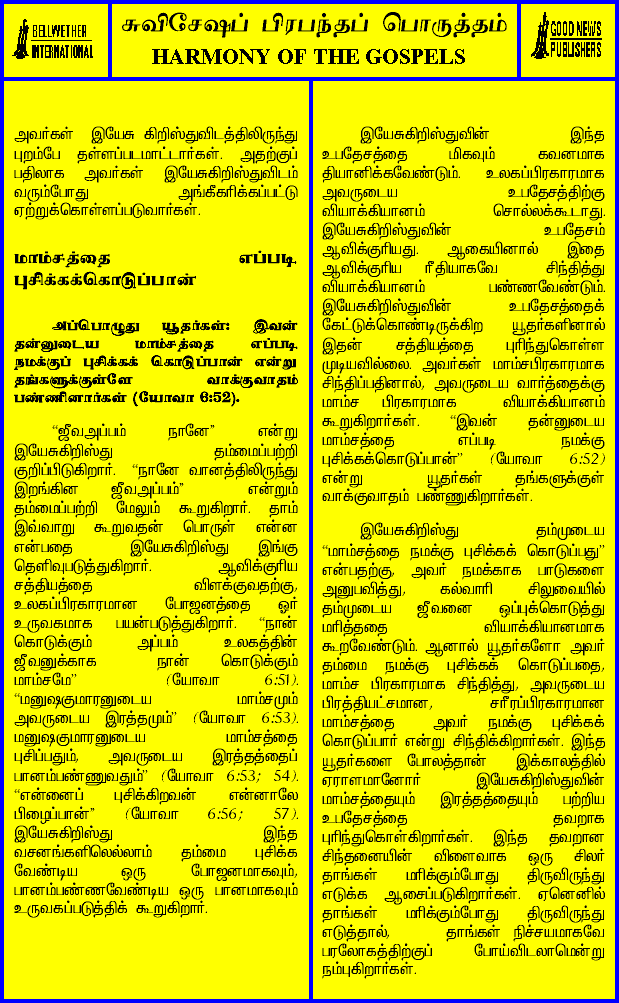 BELLWETHER
INTERNATIONAL
சுவிசேஷப் பிரபந்தப் பொருத்தம்
HARMONY OF THE GOSPELS
GOOD NEWS
PUBLISHERS
அவர்கள் இயேசு கிறிஸ்துவிடத்திலிருந்து
புறம்பே தள்ளப்படமாட்டார்கள். அதற்குப்
பதிலாக அவர்கள் இயேசுகிறிஸ்துவிடம்
வரும்போது அங்கீகரிக்கப்பட்டு
ஏற்றுக்கொள்ளப்படுவார்கள்.
மாம்சத்தை எப்படி
புசிக்கக்கொடுப்பான்
அப்பொழுது யூதர்கள்: இவன்
தன்னுடைய மாம்சத்தை எப்படி
நமக்குப் புசிக்கக் கொடுப்பான் என்று
தங்களுக்குள்ளே வாக்குவாதம்
பண்ணினார்கள் (யோவா 6:52).
“ஜீவஅப்பம் நானே” என்று
இயேசுகிறிஸ்து தம்மைப்பற்றி
குறிப்பிடுகிறார். “நானே வானத்திலிருந்து
இறங்கின ஜீவஅப்பம்” என்றும்
தம்மைப்பற்றி மேலும் கூறுகிறார். தாம்
இவ்வாறு கூறுவதன் பொருள் என்ன
என்பதை இயேசுகிறிஸ்து இங்கு
தெளிவுபடுத்துகிறார். ஆவிக்குரிய
சத்தியத்தை விளக்குவதற்கு,
உலகப்பிரகாரமான போஜனத்தை ஓர்
உருவகமாக பயன்படுத்துகிறார். “நான்
கொடுக்கும் அப்பம் உலகத்தின்
ஜீவனுக்காக நான் கொடுக்கும்
மாம்சமே” (யோவா 6:51).
“மனுஷகுமாரனுடைய மாம்சமும்
அவருடைய இரத்தமும்” (யோவா 6:53).
மனுஷகுமாரனுடைய மாம்சத்தை
புசிப்பதும், அவருடைய இரத்தத்தைப்
பானம்பண்ணுவதும்” (யோவா 6:53; 54).
“என்னைப் புசிக்கிறவன் என்னாலே
பிழைப்பான்” (யோவா 6:56; 57).
இயேசுகிறிஸ்து இந்த
வசனங்களிலெல்லாம் தம்மை புசிக்க
வேண்டிய ஒரு போஜனமாகவும்,
பானம்பண்ணவேண்டிய ஒரு பானமாகவும்
உருவகப்படுத்திக் கூறுகிறார்.
இயேசுகிறிஸ்துவின் இந்த
உபதேசத்தை மிகவும் கவனமாக
தியானிக்கவேண்டும். உலகப்பிரகாரமாக
அவருடைய உபதேசத்திற்கு
வியாக்கியானம் சொல்லக்கூடாது.
இயேசுகிறிஸ்துவின் உபதேசம்
ஆவிக்குரியது. ஆகையினால் இதை
ஆவிக்குரிய ரீதியாகவே சிந்தித்து
வியாக்கியானம் பண்ணவேண்டும்.
இயேசுகிறிஸ்துவின் உபதேசத்தைக்
கேட்டுக்கொண்டிருக்கிற யூதர்களினால்
இதன் சத்தியத்தை புரிந்துகொள்ள
முடியவில்லை. அவர்கள் மாம்சபிரகாரமாக
சிந்திப்பதினால், அவருடைய வார்த்தைக்கு
மாம்ச பிரகாரமாக வியாக்கியானம்
கூறுகிறார்கள். “இவன் தன்னுடைய
மாம்சத்தை எப்படி நமக்கு
புசிக்கக்கொடுப்பான்” (யோவா 6:52)
என்று யூதர்கள் தங்களுக்குள்
வாக்குவாதம் பண்ணுகிறார்கள்.
இயேசுகிறிஸ்து தம்முடைய
“மாம்சத்தை நமக்கு புசிக்கக் கொடுப்பது”
என்பதற்கு, அவர் நமக்காக பாடுகளை
அனுபவித்து, கல்வாரி சிலுவையில்
தம்முடைய ஜீவனை ஒப்புக்கொடுத்து
மரித்ததை வியாக்கியானமாக
கூறவேண்டும். ஆனால் யூதர்களோ அவர்
தம்மை நமக்கு புசிக்கக் கொடுப்பதை,
மாம்ச பிரகாரமாக சிந்தித்து, அவருடைய
பிரத்தியட்சமான, சரீரப்பிரகாரமான
மாம்சத்தை அவர் நமக்கு புசிக்கக்
கொடுப்பார் என்று சிந்திக்கிறார்கள். இந்த
யூதர்களை போலத்தான் இக்காலத்தில்
ஏராளமானோர் இயேசுகிறிஸ்துவின்
மாம்சத்தையும் இரத்தத்தையும் பற்றிய
உபதேசத்தை தவறாக
புரிந்துகொள்கிறார்கள். இந்த தவறான
சிந்தனையின் விளைவாக ஒரு சிலர்
தாங்கள் மரிக்கும்போது திருவிருந்து
எடுக்க ஆசைப்படுகிறார்கள். ஏனெனில்
தாங்கள் மரிக்கும்போது திருவிருந்து
எடுத்தால், தாங்கள் நிச்சயமாகவே
பரலோகத்திற்குப் போய்விடலாமென்று
நம்புகிறார்கள்.